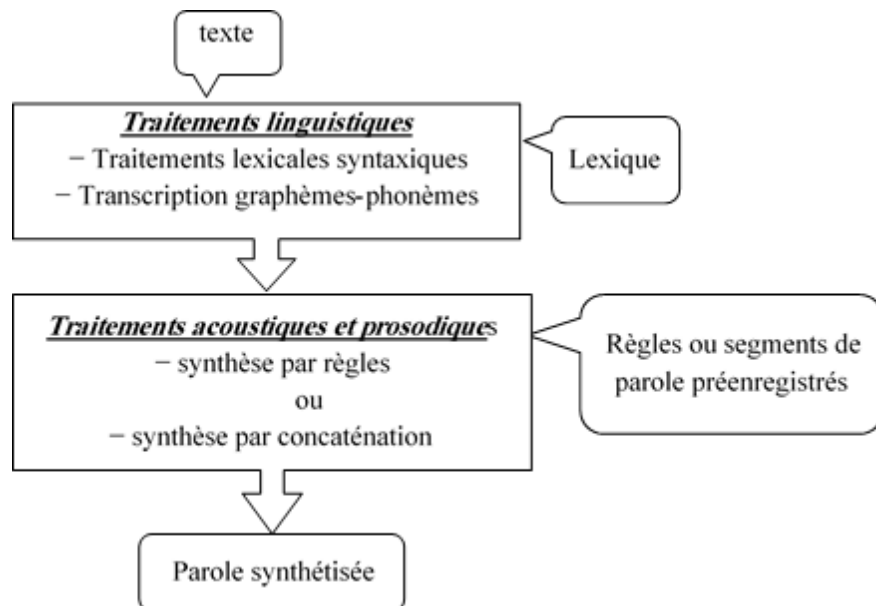 texte
Traitements linguistiques
− Traitements lexicales syntaxiques
− Transcription graphèmes-phonèmes
Lexique
Traitements acoustiques et prosodiques
− synthèse par règles
ou
− synthèse par concaténation
Règles ou segments de
parole préenregistrés
Parole synthétisée